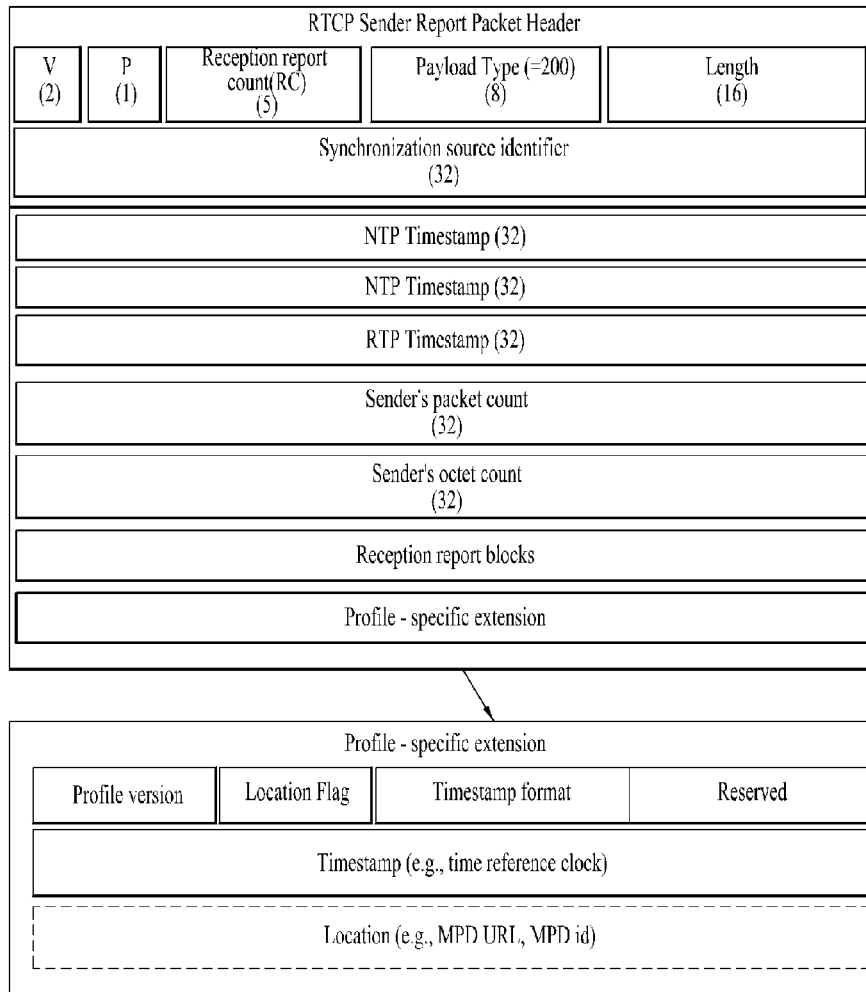 RTCP Sender Report Packet Header
V
(2)
P
(1)
Reception report
count(RC)
(5)
Payload Type (=200)
(8)
Length
(16)
Synchronization source identifier
(32)
NTP Timestamp (32)
NTP Timestamp (32)
RTP Timestamp (32)
Sender's packet count
(32)
Sender's octet count
(32)
Reception report blocks
Profile - specific extension
Profile - specific extension
Profile version
Location Flag
Timestamp format
Reserved
Timestamp (e.g., time reference clock)
Location (e.g., MPD URL, MPD id)